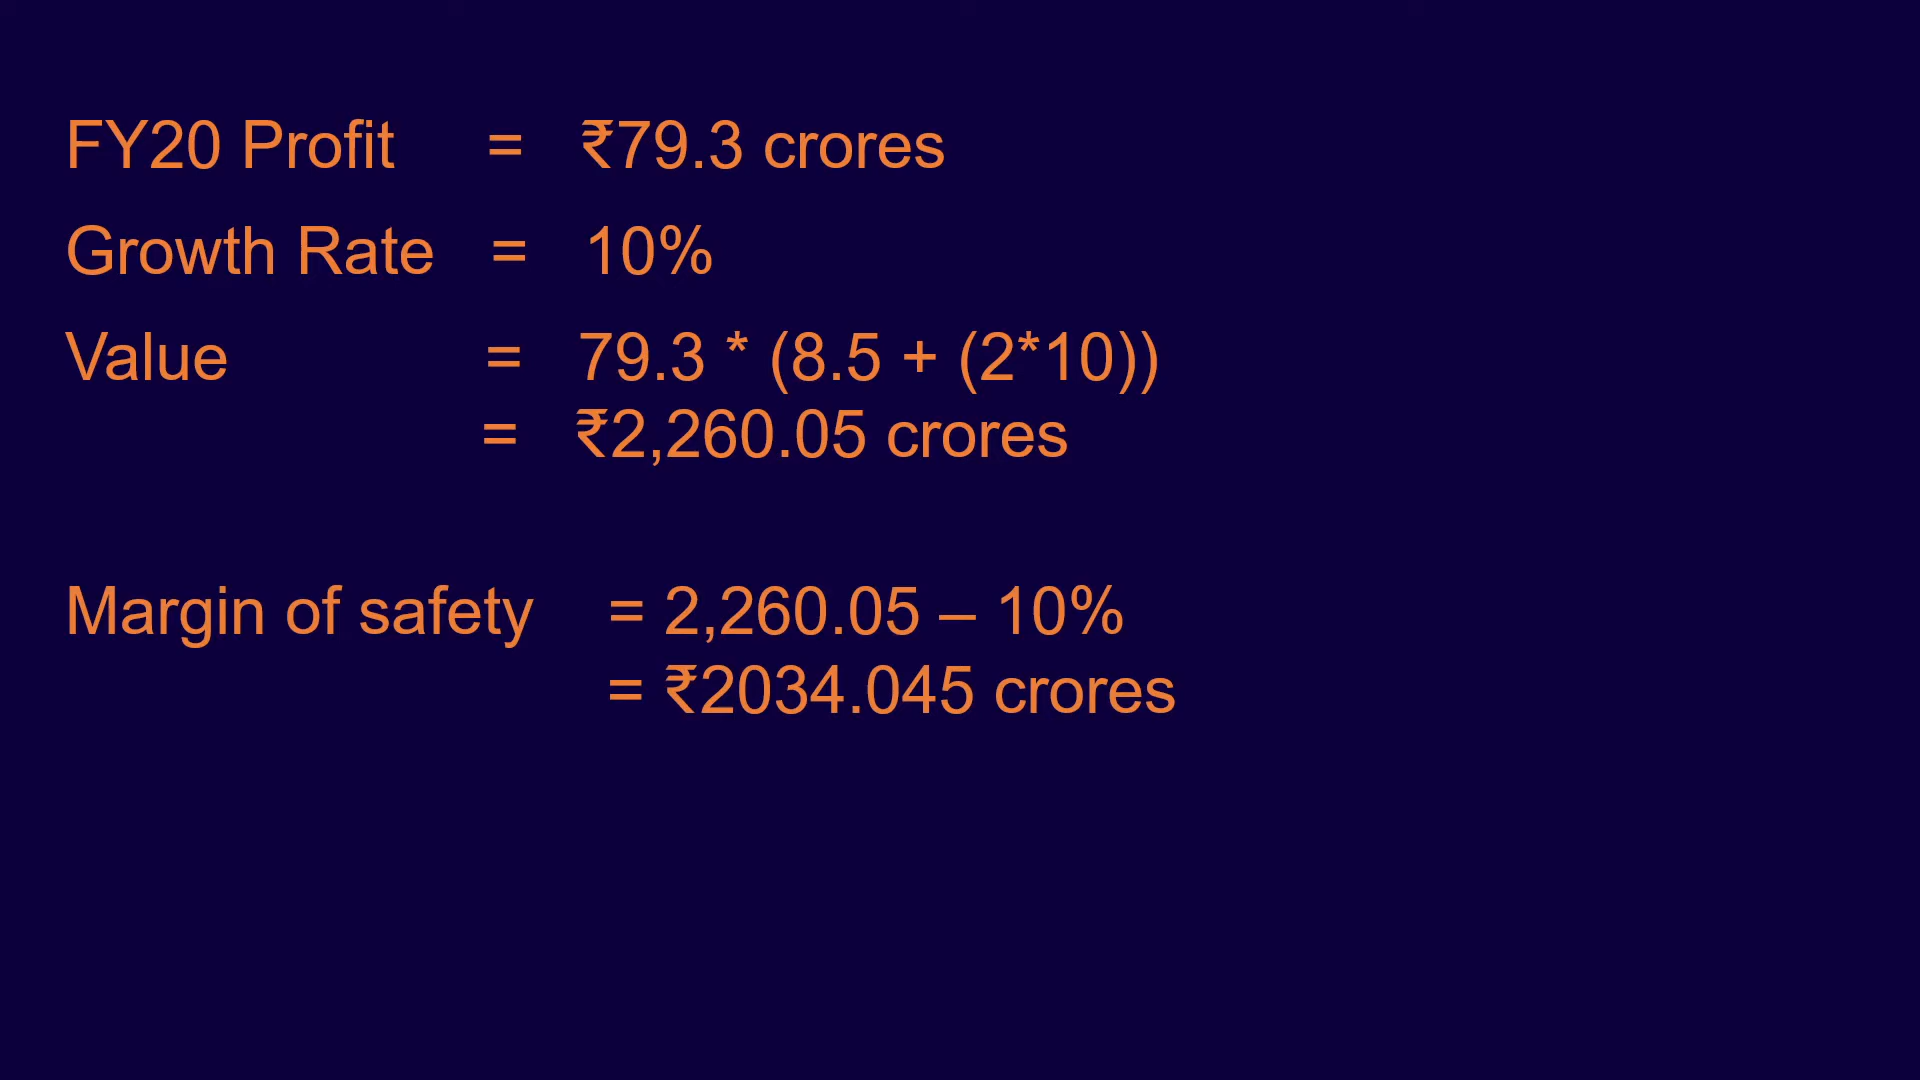 FY20 Profit = ₹79.3 crores
Growth Rate = 10%
Value = 79.3 * (8.5 + (2*10))
= ₹2,260.05 crores
Margin of safety = 2,260.05 – 10%
= ₹2034.045 crores